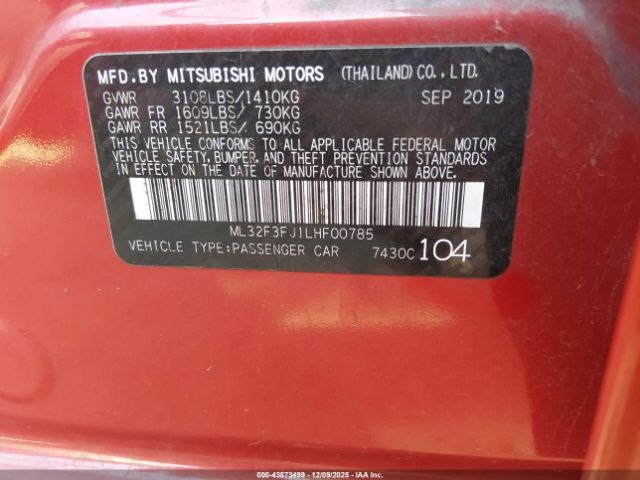 MFD.BY MITSUBISHI MOTORS (THAILAND)CO.,LTD.
GVWR 3108LBS/1410KG SEP 2019
GAWR FR 1609LBS/ 730KG
GAWR RR 1521LBS/ 690KG
THIS VEHICLE CONFORMS TO ALL APPLICABLE FEDERAL MOTOR
VEHICLE SAFETY, BUMPER, AND THEFT PREVENTION STANDARDS
IN EFFECT ON THE DATE OF MANUFACTURE SHOWN ABOVE.
ML32F3FJ1LHF00785
VEHICLE TYPE:PASSENGER CAR 7430C 104
000-43873499 - 12/09/2025 - IAA Inc.